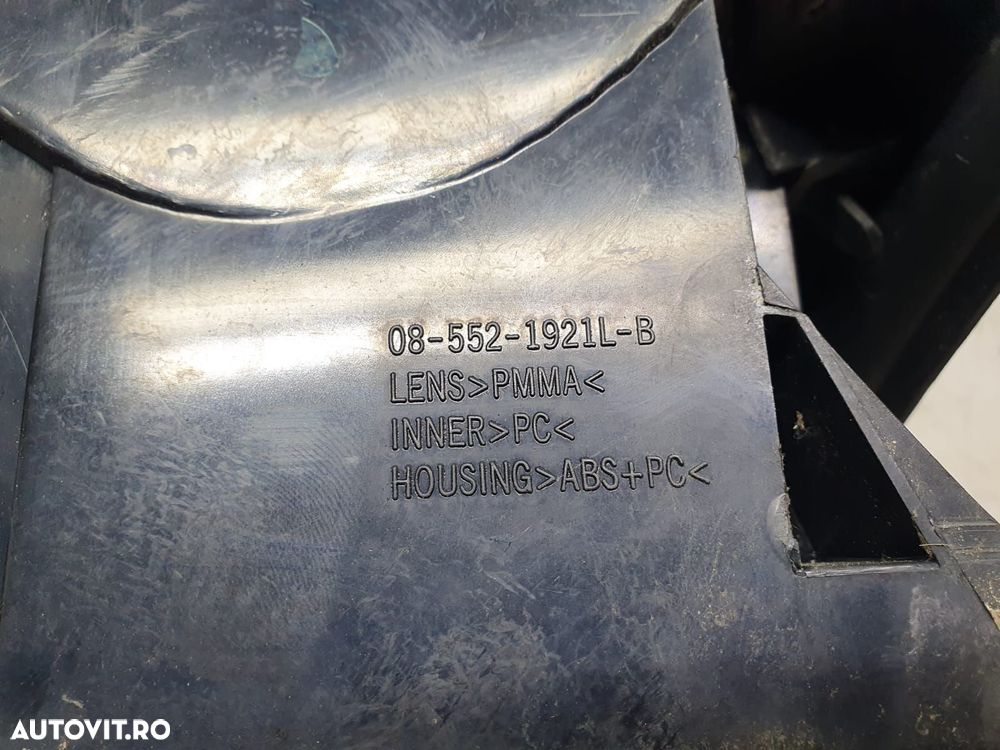 08-552-1921L-B
LENS>PMMA<
INNER>PC<
HOUSING>ABS+PC<
AUTOVIT.RO